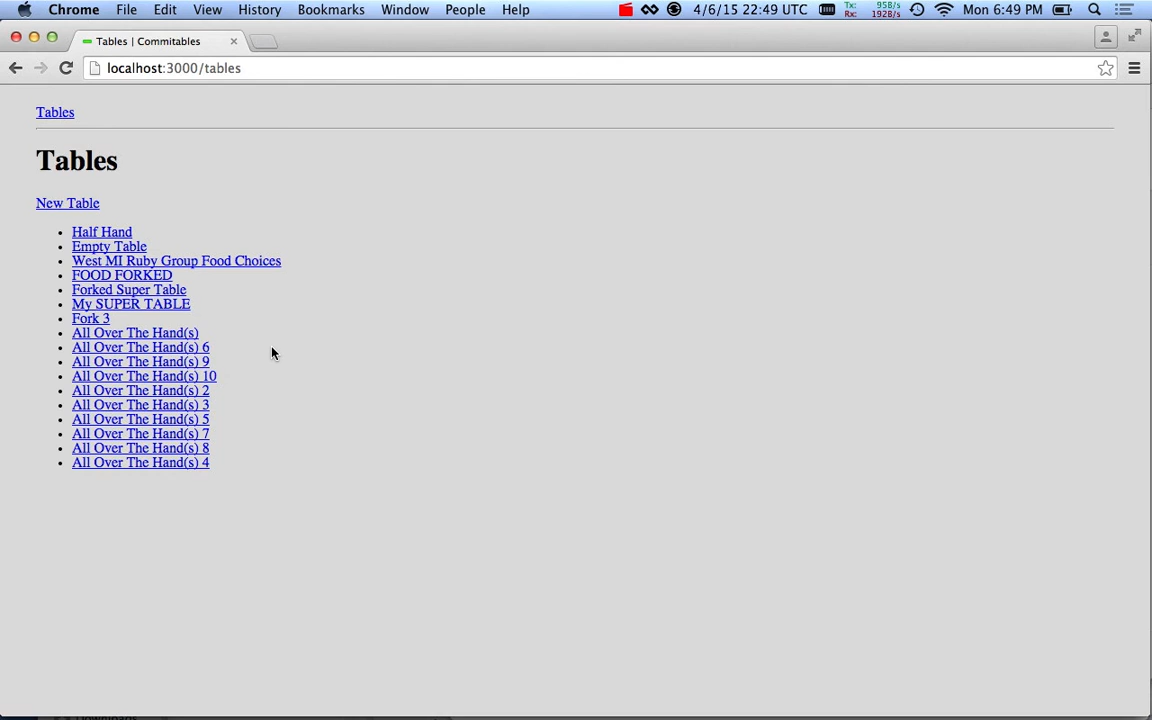 Chrome File Edit View History Bookmarks Window People Help 4/6/15 22:49 UTC Tx: 958/s Rx: 1928/s Mon 6:49 PM
Tables | Commitables
localhost:3000/tables
Tables
Tables
New Table
Half Hand
Empty Table
West MI Ruby Group Food Choices
FOOD FORKED
Forked Super Table
My SUPER TABLE
Fork 3
All Over The Hand(s)
All Over The Hand(s) 6
All Over The Hand(s) 9
All Over The Hand(s) 10
All Over The Hand(s) 2
All Over The Hand(s) 3
All Over The Hand(s) 5
All Over The Hand(s) 7
All Over The Hand(s) 8
All Over The Hand(s) 4